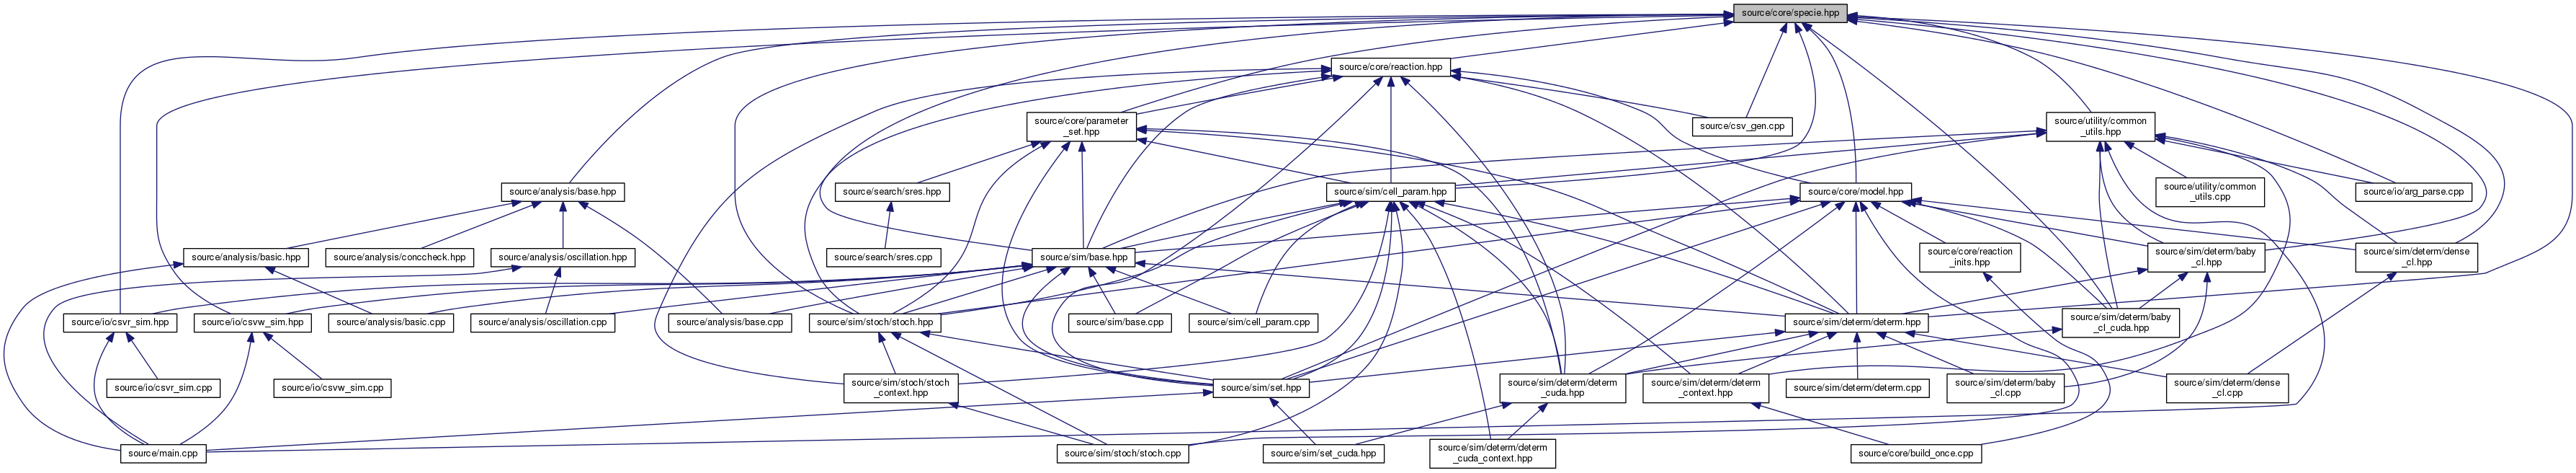 source/core/specie.hpp
source/core/reaction.hpp
source/core/parameter
_set.hpp
source/csv_gen.cpp
source/utility/common
_utils.hpp
source/analysis/base.hpp
source/search/sres.hpp
source/sim/cell_param.hpp
source/core/model.hpp
source/utility/common
_utils.cpp
source/io/arg_parse.cpp
source/analysis/basic.hpp
source/analysis/conccheck.hpp
source/analysis/oscillation.hpp
source/search/sres.cpp
source/sim/base.hpp
source/core/reaction
_inits.hpp
source/sim/determ/baby
_cl.hpp
source/sim/determ/dense
_cl.hpp
source/io/csvr_sim.hpp
source/io/csvw_sim.hpp
source/analysis/basic.cpp
source/analysis/oscillation.cpp
source/analysis/base.cpp
source/sim/stoch/stoch.hpp
source/sim/base.cpp
source/sim/cell_param.cpp
source/sim/determ/determ.hpp
source/sim/determ/baby
_cl_cuda.hpp
source/io/csvr_sim.cpp
source/io/csvw_sim.cpp
source/sim/stoch/stoch
_context.hpp
source/sim/set.hpp
source/sim/determ/determ
_cuda.hpp
source/sim/determ/determ
_context.hpp
source/sim/determ/determ.cpp
source/sim/determ/baby
_cl.cpp
source/sim/determ/dense
_cl.cpp
source/main.cpp
source/sim/stoch/stoch.cpp
source/sim/set_cuda.hpp
source/sim/determ/determ
_cuda_context.hpp
source/core/build_once.cpp